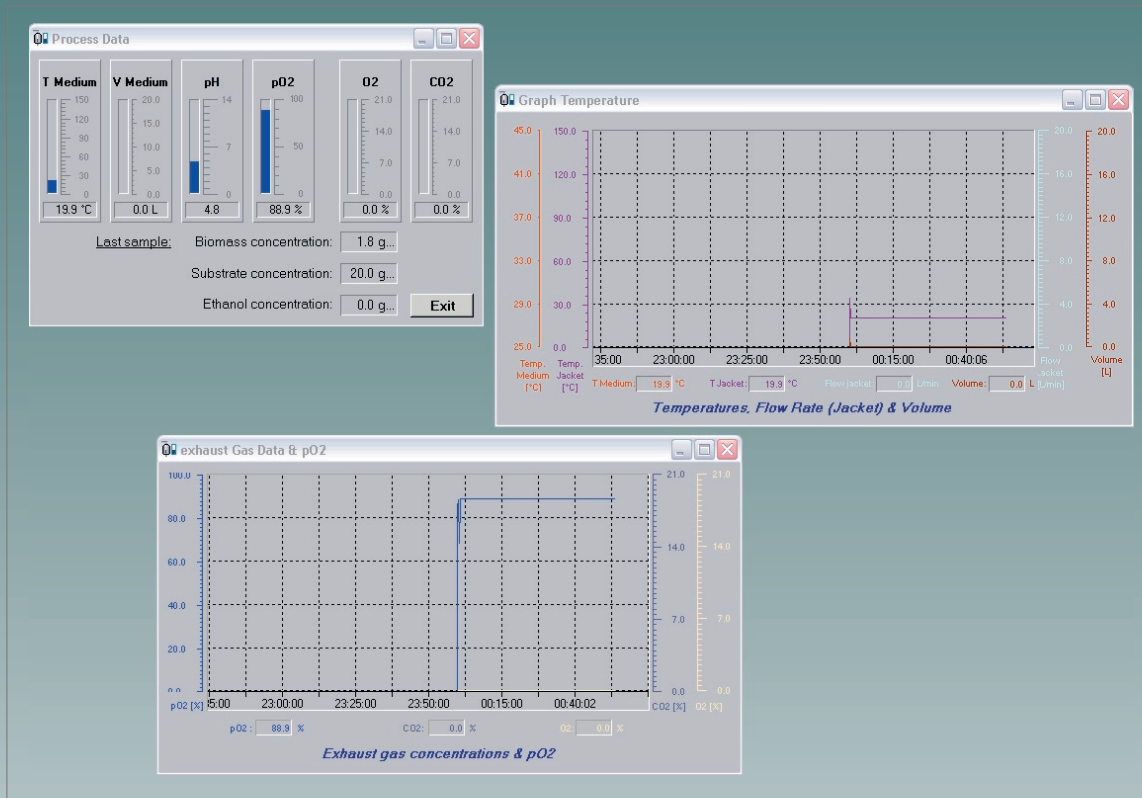 Process Data
T Medium V Medium pH pO2 O2 CO2
150 20.0 14 100 21.0 21.0
120 15.0
90 14.0 14.0
10.0 7 50
60
5.0 7.0 7.0
30
0 0.0 0 0 0.0 0.0
19.9 °C 0.0 L 4.8 88.9 % 0.0 % 0.0 %
Last sample: Biomass concentration: 1.8 g...
Substrate concentration: 20.0 g...
Ethanol concentration: 0.0 g...
Exit
Graph Temperature
45.0 150.0 20.0 20.0
41.0 120.0 16.0 16.0
37.0 90.0 12.0 12.0
33.0 60.0 8.0 8.0
29.0 30.0 4.0 4.0
25.0 0.0 0.0 0.0
35:00 23:00:00 23:25:00 23:50:00 00:15:00 00:40:06
Temp. Medium [°C]
Temp. Jacket [°C]
Flow Jacket [L/min]
Volume [L]
T Medium: 19.9 °C T Jacket: 19.9 °C Flow Jacket: 0.0 L/min Volume: 0.0 L
Temperatures, Flow Rate (Jacket) & Volume
exhaust Gas Data & pO2
100.0 21.0 21.0
80.0
14.0 14.0
60.0
40.0
7.0 7.0
20.0
0.0 0.0 0.0
pO2 [%] 5:00 23:00:00 23:25:00 23:50:00 00:15:00 00:40:02 CO2 [%] O2 [%]
pO2 : 88.9 % CO2: 0.0 % O2: 0.0 %
Exhaust gas concentrations & pO2